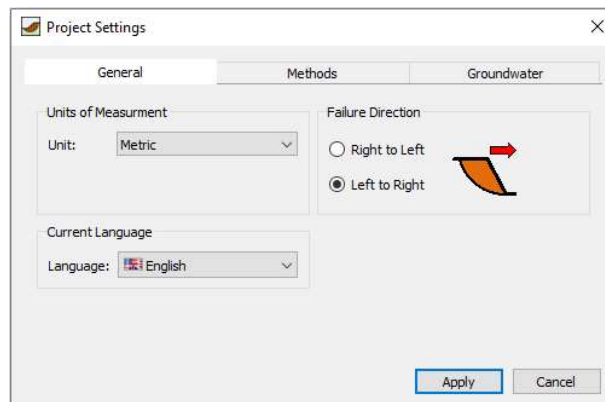 Project Settings
General
Methods
Groundwater
Units of Measurment
Unit:
Metric
Failure Direction
Right to Left
Left to Right
Current Language
Language:
English
Apply
Cancel